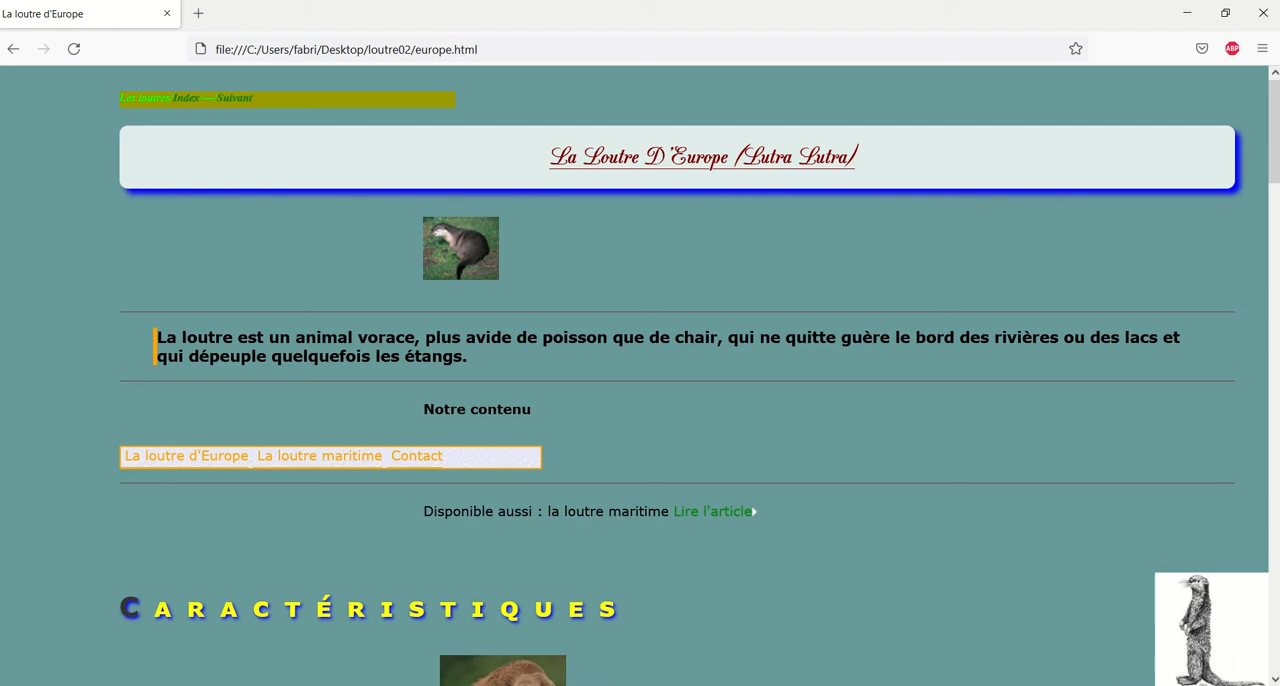 La loutre d'Europe
file:///C:/Users/fabri/Desktop/loutre02/europe.html
ABP
Les loutres Index --- Suivant
La Loutre D'Europe (Lutra Lutra)
La loutre est un animal vorace, plus avide de poisson que de chair, qui ne quitte guère le bord des rivières ou des lacs et
qui dépeuple quelquefois les étangs.
Notre contenu
La loutre d'Europe La loutre maritime Contact
Disponible aussi : la loutre maritime Lire l'article
CARACTÉRISTIQUES